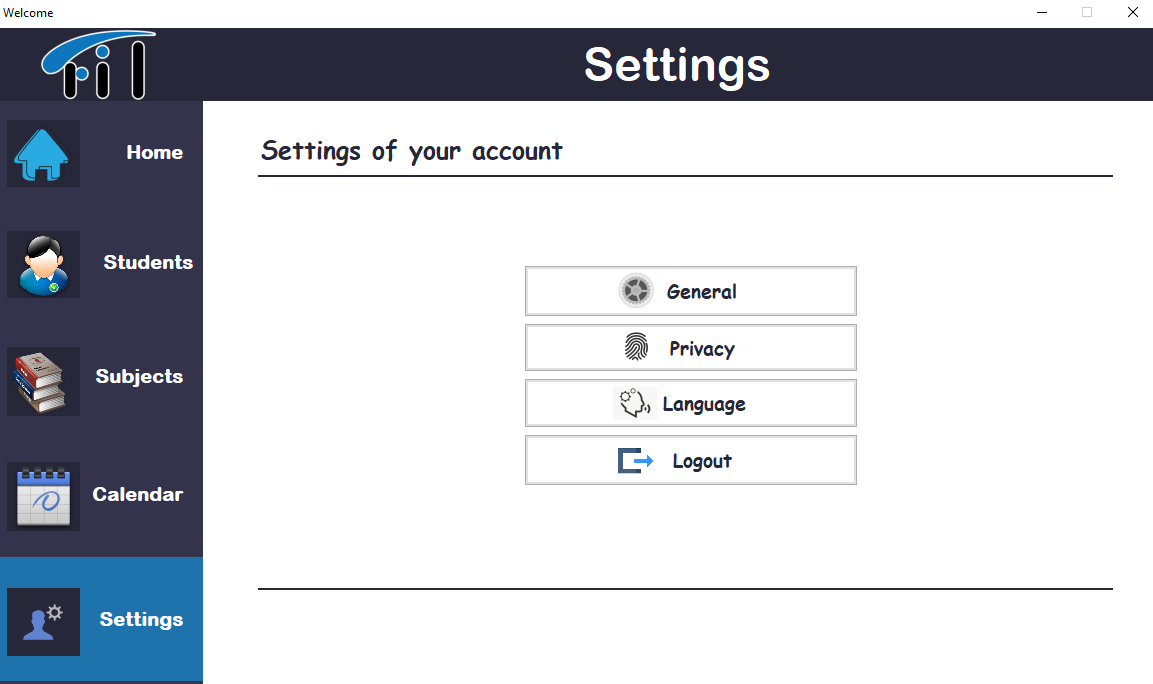 Welcome
Settings
Home
Students
Subjects
Calendar
Settings
Settings of your account
General
Privacy
Language
Logout